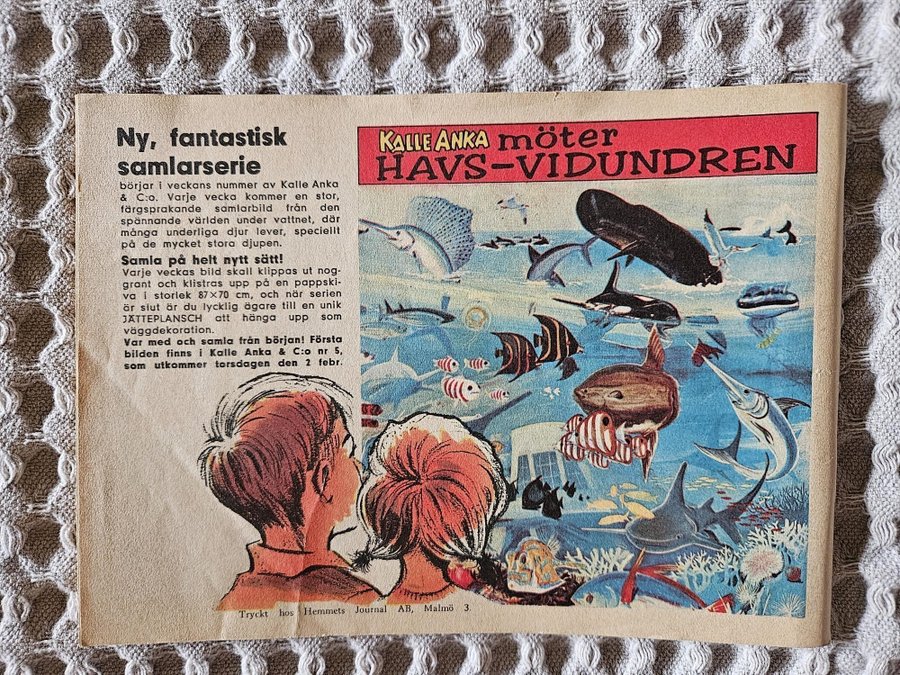 Ny, fantastisk
samlarserie
börjar i veckans nummer av Kalle Anka
& C:o. Varje vecka kommer en stor,
färgsprakande samlarbild från den
spännande världen under vattnet, där
många underliga djur lever, speciellt
på de mycket stora djupen.
Samla på helt nytt sätt!
Varje veckas bild skall klippas ut nog-
grant och klistras upp på en pappski-
va i storlek 87×70 cm, och när serien
är slut är du lycklig ägare till en unik
JÄTTEPLANSCH att hänga upp som
väggdekoration.
Var med och samla från början! Första
bilden finns i Kalle Anka & C:o nr 5,
som utkommer torsdagen den 2 febr.
KALLE ANKA möter
HAVS-VIDUNDREN
Tryckt hos Hemmets Journal AB, Malmö 3.